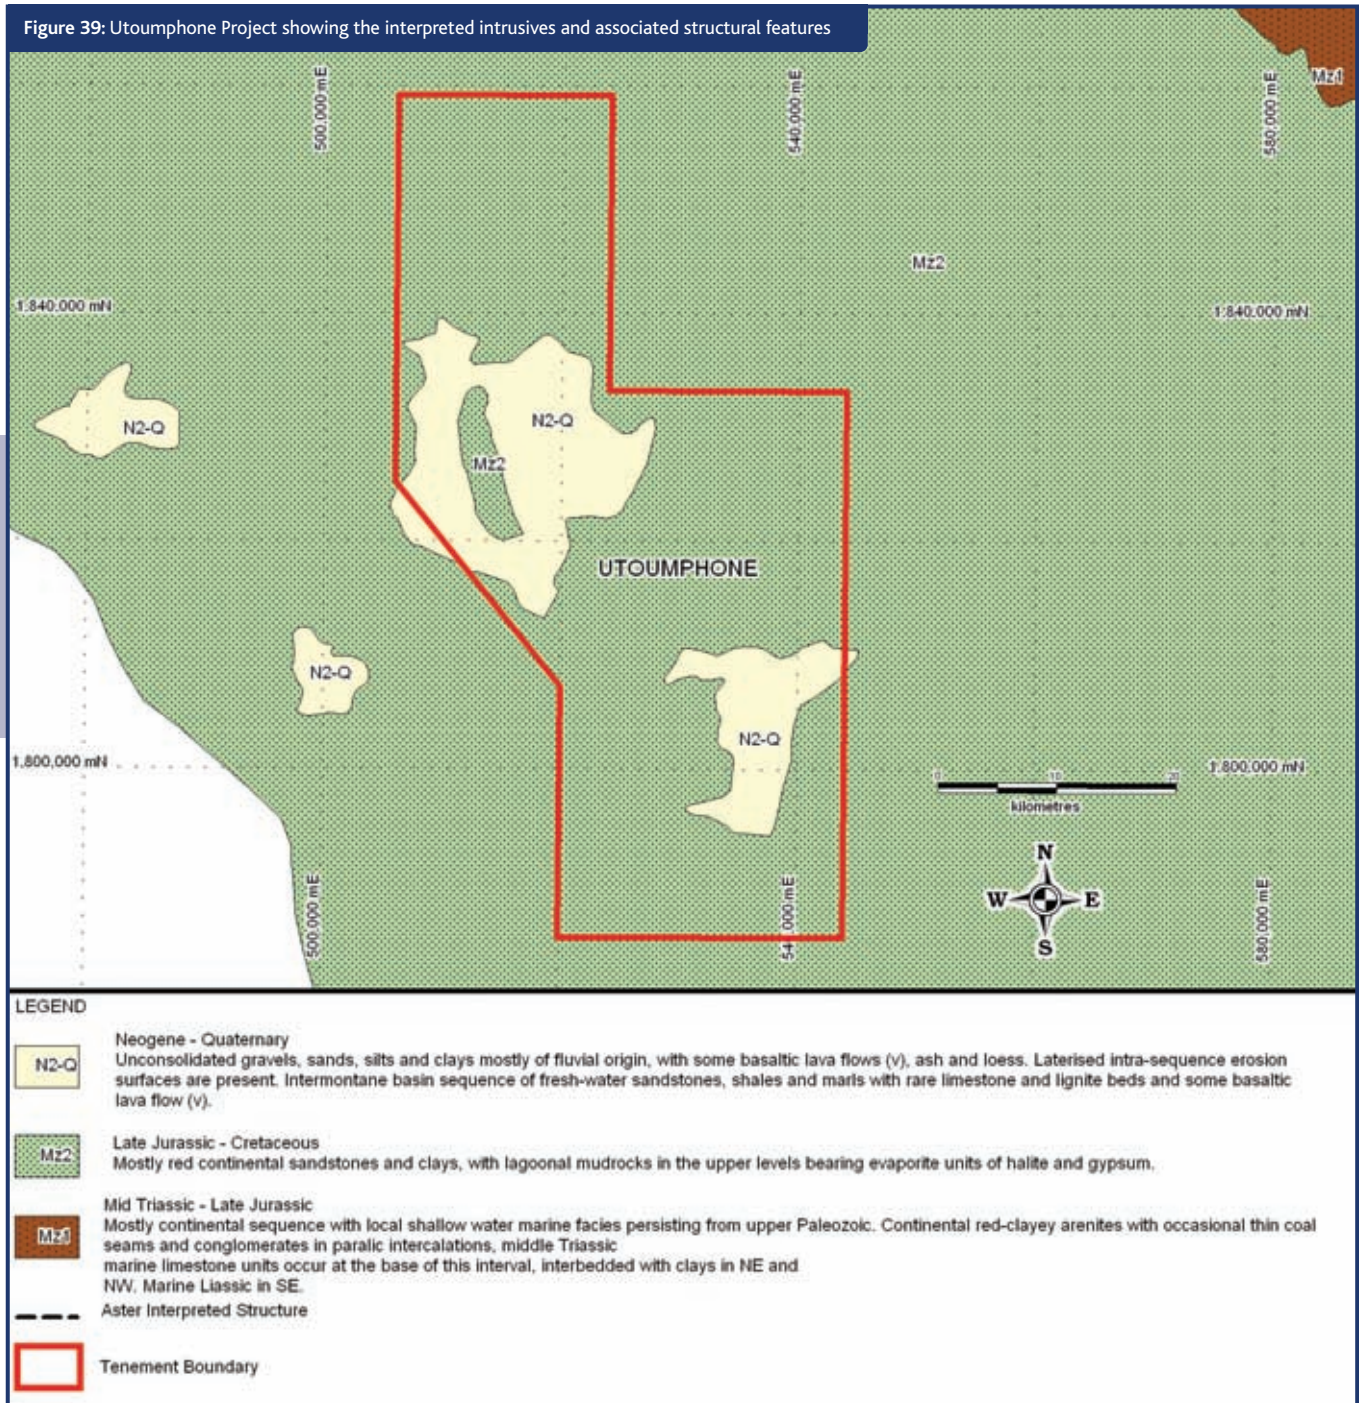 Figure 39: Utoumphone Project showing the interpreted intrusives and associated structural features
500,000 mE
540,000 mE
580,000 mE
Mz1
Mz2
1,840,000 mN
1,840,000 mN
N2-Q
N2-Q
Mz2
UTOUMPHONE
N2-Q
N2-Q
1,800,000 mN
1,800,000 mN
0 10 20
kilometres
N
W E
S
500,000 mE
540,000 mE
580,000 mE
LEGEND
N2-Q
Neogene - Quaternary
Unconsolidated gravels, sands, silts and clays mostly of fluvial origin, with some basaltic lava flows (v), ash and loess. Laterised intra-sequence erosion
surfaces are present. Intermontane basin sequence of fresh-water sandstones, shales and marls with rare limestone and lignite beds and some basaltic
lava flow (v).
Mz2
Late Jurassic - Cretaceous
Mostly red continental sandstones and clays, with lagoonal mudrocks in the upper levels bearing evaporite units of halite and gypsum.
Mz1
Mid Triassic - Late Jurassic
Mostly continental sequence with local shallow water marine facies persisting from upper Paleozoic. Continental red-clayey arenites with occasional thin coal
seams and conglomerates in paralic intercalations, middle Triassic
marine limestone units occur at the base of this interval, interbedded with clays in NE and
NW. Marine Liassic in SE.
Aster Interpreted Structure
Tenement Boundary